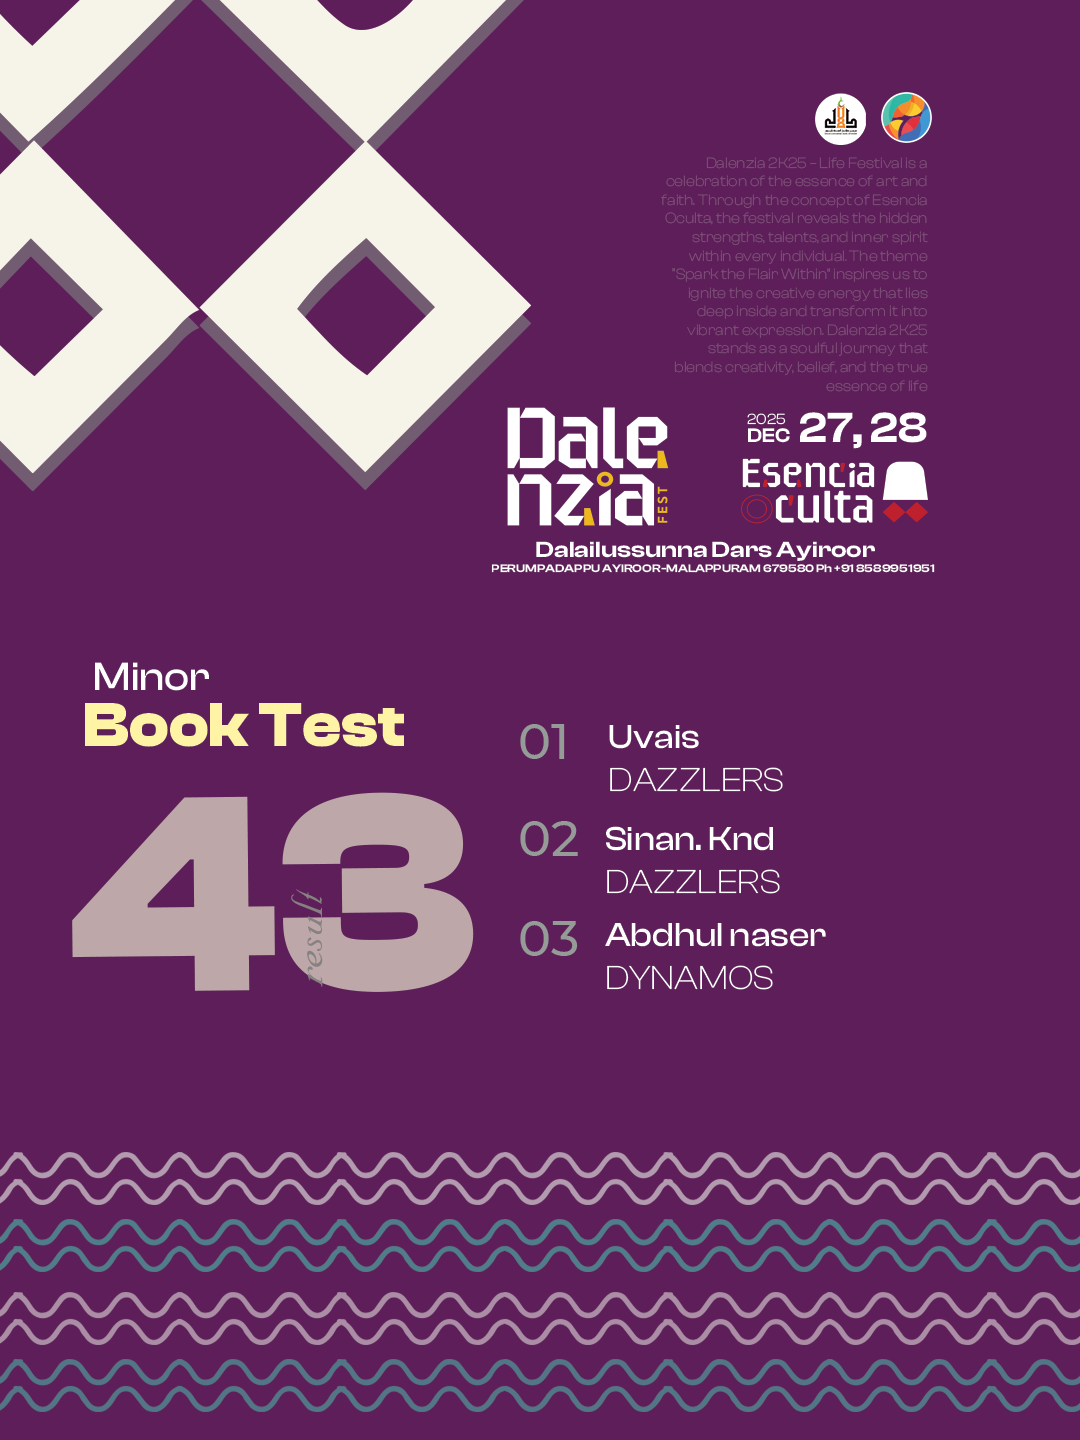 Dalenzia 2K25 – Life Festival is a
celebration of the essence of art and
faith. Through the concept of Esencia
Oculta, the festival reveals the hidden
strengths, talents, and inner spirit
within every individual. The theme
"Spark the Flair Within" inspires us to
ignite the creative energy that lies
deep inside and transform it into
vibrant expression. Dalenzia 2K25
stands as a soulful journey that
blends creativity, belief, and the true
essence of life
Dale
nzia
FEST
2025
DEC 27, 28
Esencia
Oculta
Dalailussunna Dars Ayiroor
PERUMPADAPPU AYIROOR-MALAPPURAM 679580 Ph +91 8589951951
Minor
Book Test
43
result
01 Uvais
DAZZLERS
02 Sinan. Knd
DAZZLERS
03 Abdhul naser
DYNAMOS